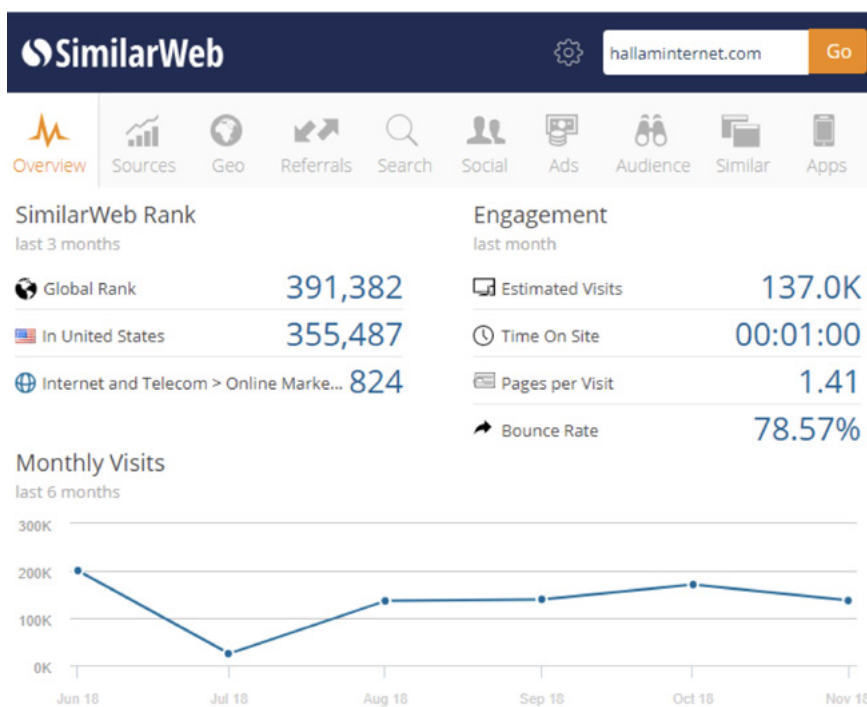 SimilarWeb
hallaminternet.com
Go
Overview
Sources
Geo
Referrals
Search
Social
Ads
Audience
Similar
Apps
SimilarWeb Rank
last 3 months
Global Rank 391,382
In United States 355,487
Internet and Telecom > Online Marke... 824
Engagement
last month
Estimated Visits 137.0K
Time On Site 00:01:00
Pages per Visit 1.41
Bounce Rate 78.57%
Monthly Visits
last 6 months
300K
200K
100K
0K
Jun 18 Jul 18 Aug 18 Sep 18 Oct 18 Nov 18